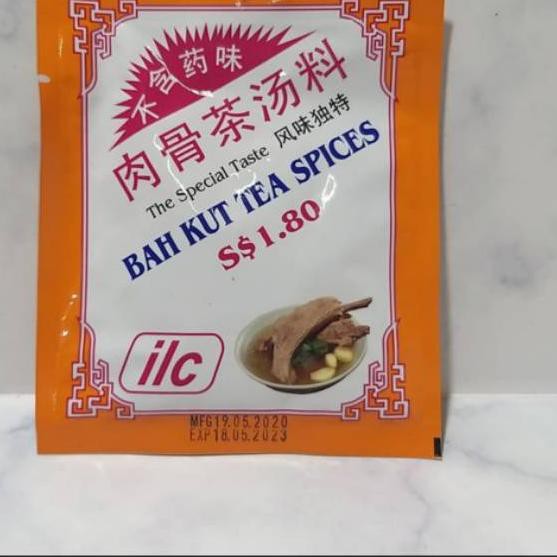 不含药味
肉骨茶汤料
The Special Taste 风味独特
BAH KUT TEA SPICES
S$1.80
ilc
MFG19.05.2020
EXP18.05.2023